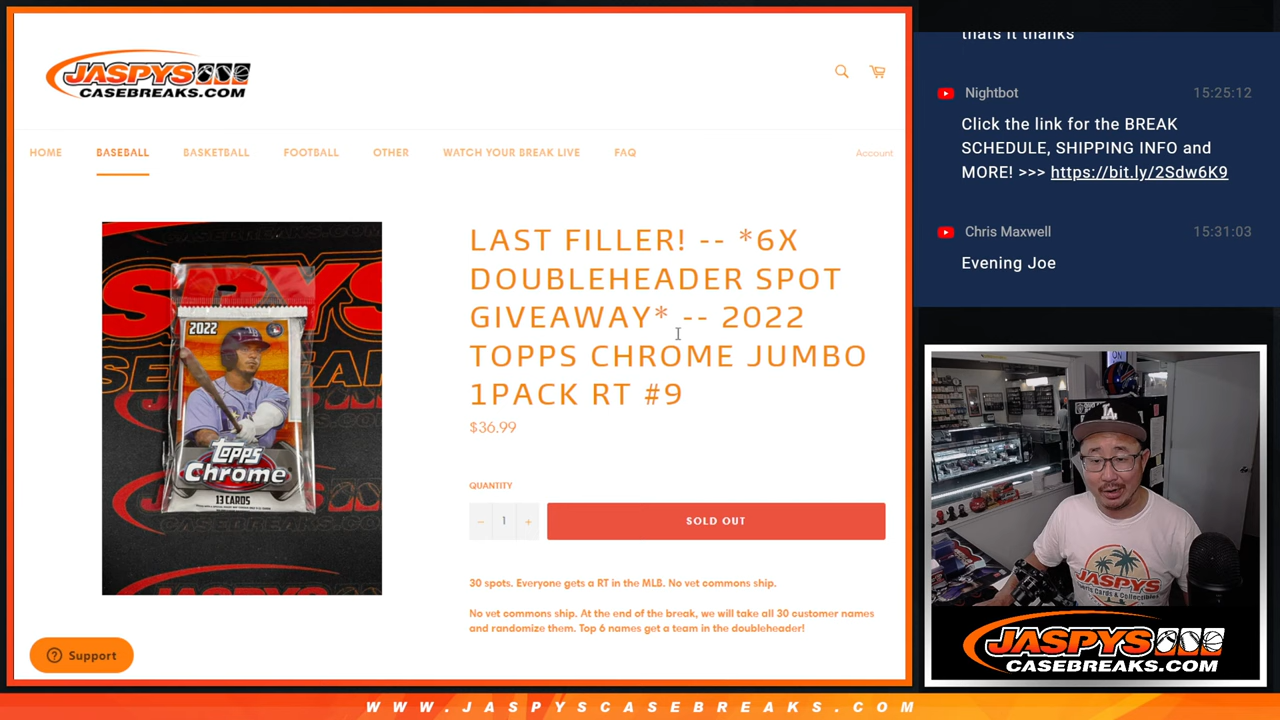 JASPYS
CASEBREAKS.COM
HOME BASEBALL BASKETBALL FOOTBALL OTHER WATCH YOUR BREAK LIVE FAQ Account
2022
topps
Chrome
13 CARDS
LAST FILLER! -- *6X
DOUBLEHEADER SPOT
GIVEAWAY* -- 2022
TOPPS CHROME JUMBO
1PACK RT #9
$36.99
QUANTITY
− 1 + SOLD OUT
30 spots. Everyone gets a RT in the MLB. No vet commons ship.
No vet commons ship. At the end of the break, we will take all 30 customer names
and randomize them. Top 6 names get a team in the doubleheader!
Support
thats it thanks
Nightbot 15:25:12
Click the link for the BREAK
SCHEDULE, SHIPPING INFO and
MORE! >>> https://bit.ly/2Sdw6K9
Chris Maxwell 15:31:03
Evening Joe
ON
LA
JASPYS
JASPYS
CASEBREAKS.COM
WWW.JASPYSCASEBREAKS.COM